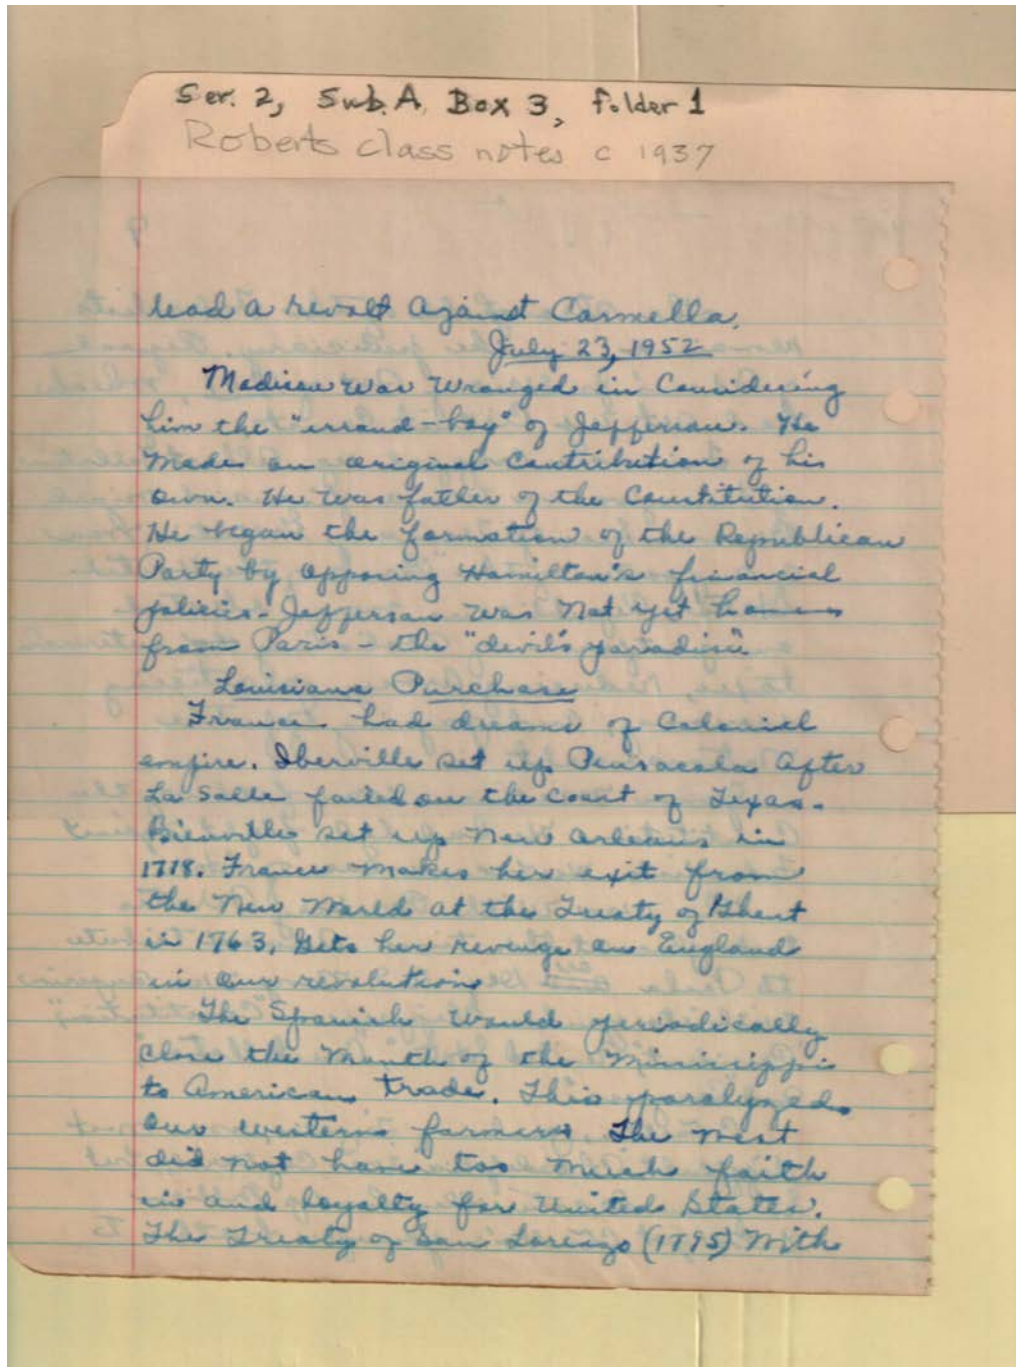 Ser. 2, Sub. A, Box 3, Folder 1
Roberts class notes c 1937
lead a revolt against Carmella.
July 23, 1952
Madison was wronged in considering
him the "errand-boy" of Jefferson. He
made an original contribution of his
own. He was father of the Constitution.
He began the formation of the Republican
Party by opposing Hamilton's financial
policies - Jefferson was not yet home
from Paris - the "devil's paradise"
Louisiana Purchase
France had dreams of Colonial
empire. Iberville set up Pensacola after
La Salle failed on the coast of Texas.
Bienville set up New Orleans in
1718. France makes her exit from
the New World at the Treaty of Ghent
in 1763. Gets her revenge on England
in our revolution
The Spanish would periodically
close the mouth of the Mississippi
to American trade. This paralyzed
our western farmers. The west
did not have too much faith
in and loyalty for United States.
The Treaty of San Lorenzo (1795) with